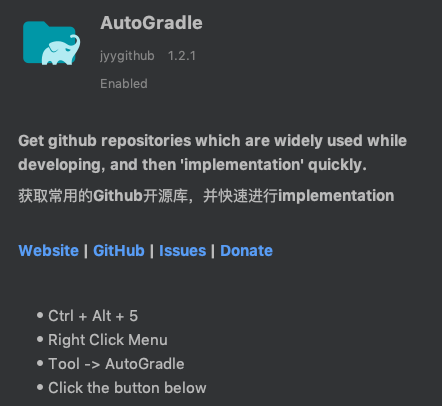 AutoGradle
jyygithub 1.2.1
Enabled
Get github repositories which are widely used while
developing, and then 'implementation' quickly.
获取常用的Github开源库，并快速进行implementation
Website | GitHub | Issues | Donate
• Ctrl + Alt + 5
• Right Click Menu
• Tool -> AutoGradle
• Click the button below